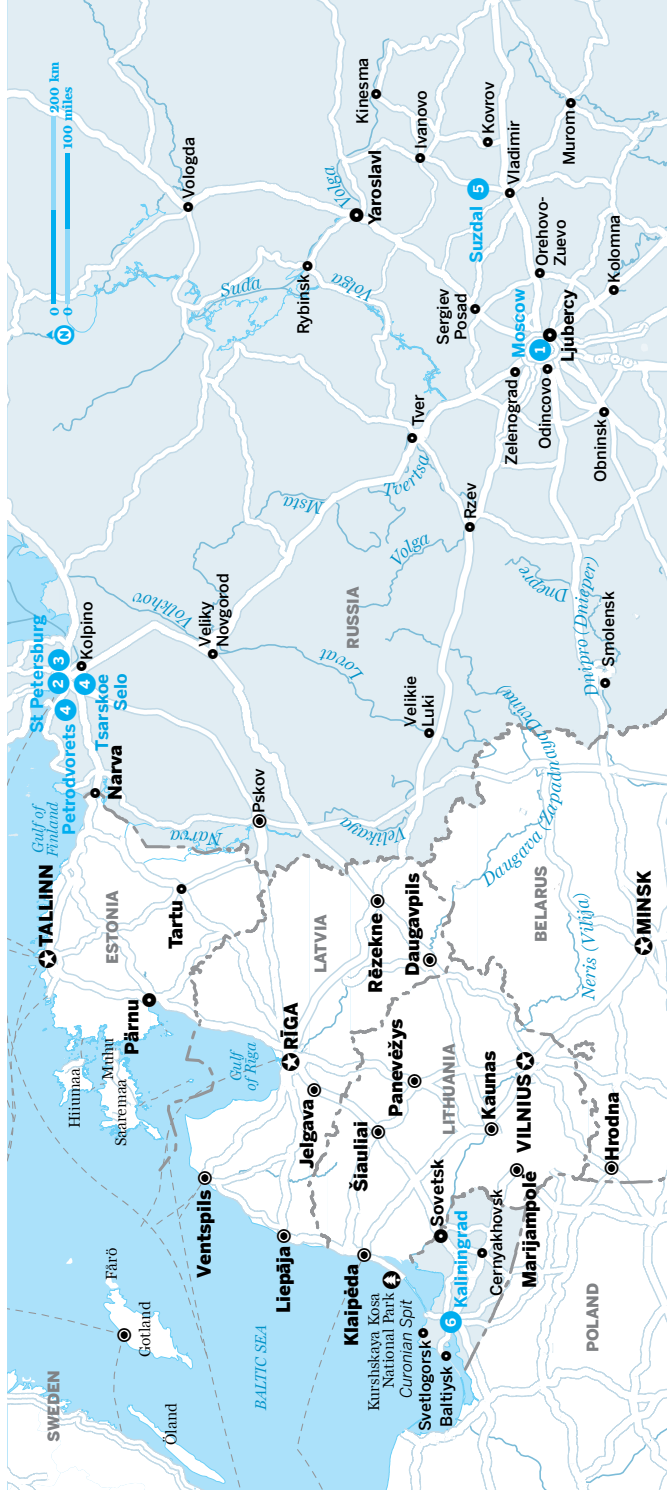 SWEDEN
Öland
Gotland
Fårö
BALTIC SEA
Hiiumaa
Muhu
Saaremaa
TALLINN
Gulf of
Finland
ESTONIA
Pärnu
Tartu
Narva
Narva
Petrodvorets
4
St Petersburg
2
3
4
Tsarskoe
Selo
Kolpino
Volkhov
Veliky
Novgorod
Msta
Lovat
Pskov
Velikaya
Velikie
Luki
RUSSIA
Vologda
Suda
Rybinsk
Volga
Volga
Yaroslavl
Kinesma
Ivanovo
Kovrov
Suzdal
5
Vladimir
Murom
Sergiev
Posad
Orehovo-
Zuevo
Kolomna
Moscow
1
Ljubercy
Zelenograd
Odincovo
Obninsk
Tver
Tvertsa
Rzev
Volga
Dnepre
Dnipro (Dnieper)
Smolensk
Ventspils
Gulf
of Rīga
RĪGA
LATVIA
Jelgava
Liepāja
Rēzekne
Daugavpils
Daugava (Zapadnaya Dvina)
Klaipėda
Šiauliai
Panevėžys
LITHUANIA
Kaunas
VILNIUS
Marijampolė
Kurshskaya Kosa
National Park
Curonian Spit
Svetlogorsk
Baltiysk
6
Kaliningrad
Sovetsk
Cernyakhovsk
POLAND
Hrodna
BELARUS
Neris (Vilija)
MINSK
N
0
200 km
0
100 miles